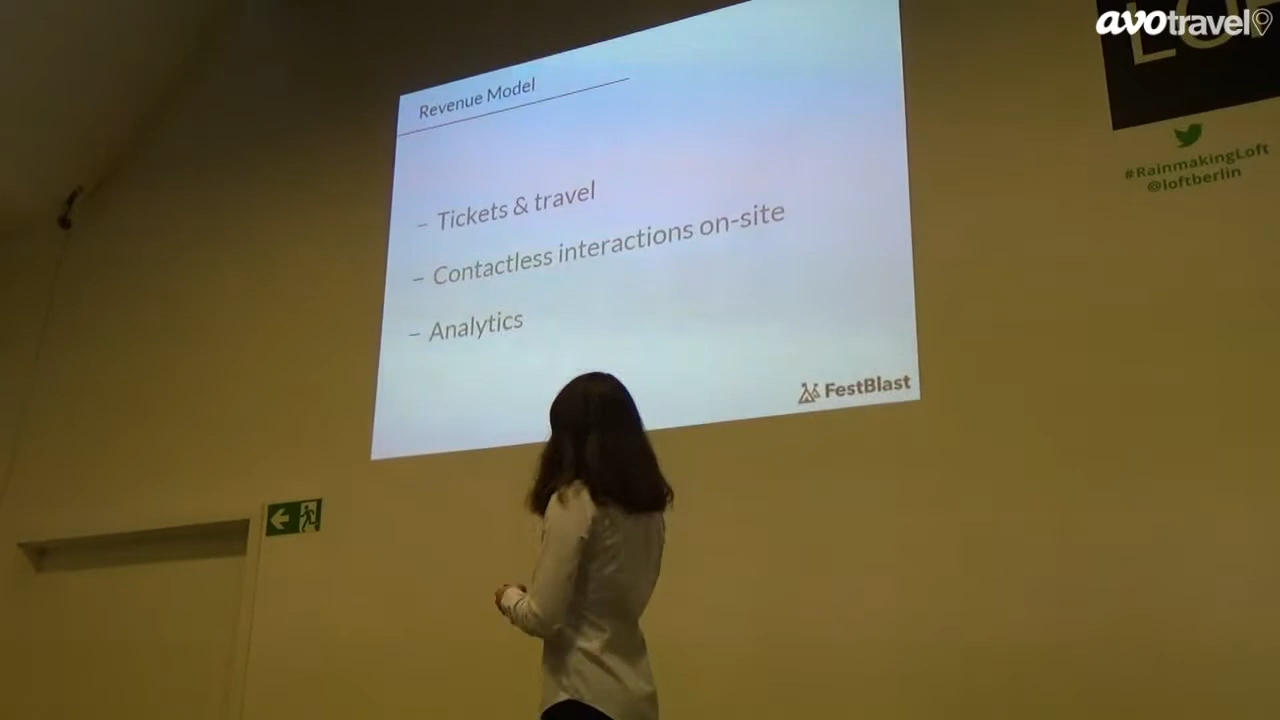 avotravel
Revenue Model
– Tickets & travel
– Contactless interactions on-site
– Analytics
FestBlast
#RainmakingLoft
@loftberlin